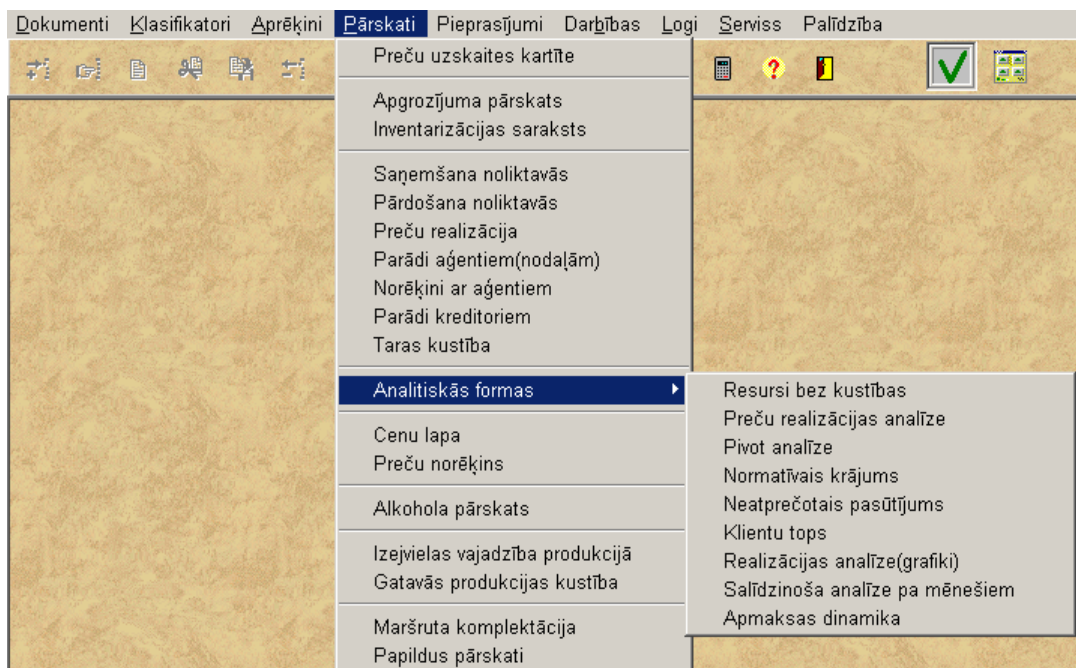 Dokumenti Klasifikatori Aprēķini Pārskati Pieprasījumi Darbības Logi Serviss Palīdzība
Preču uzskaites kartīte
Apgrozījuma pārskats
Inventarizācijas saraksts
Saņemšana noliktavās
Pārdošana noliktavās
Preču realizācija
Parādi aģentiem(nodaļām)
Norēķini ar aģentiem
Parādi kreditoriem
Taras kustība
Analitiskās formas
Cenu lapa
Preču norēķins
Alkohola pārskats
Izejvielas vajadzība produkcijā
Gatavās produkcijas kustība
Maršruta komplektācija
Papildus pārskati
Resursi bez kustības
Preču realizācijas analīze
Pivot analīze
Normatīvais krājums
Neatprečotais pasūtījums
Klientu tops
Realizācijas analīze(grafiki)
Salīdzinoša analīze pa mēnešiem
Apmaksas dinamika